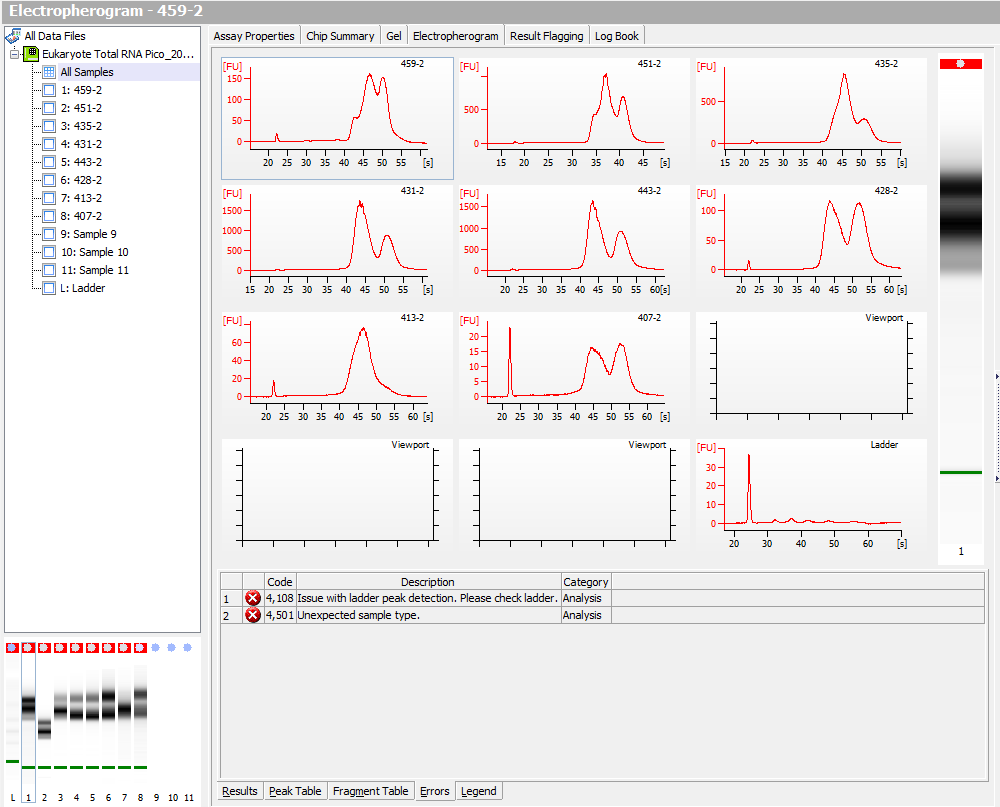 Electropherogram - 459-2
All Data Files
Eukaryote Total RNA Pico_20...
All Samples
1: 459-2
2: 451-2
3: 435-2
4: 431-2
5: 443-2
6: 428-2
7: 413-2
8: 407-2
9: Sample 9
10: Sample 10
11: Sample 11
L: Ladder
Assay Properties Chip Summary Gel Electropherogram Result Flagging Log Book
[FU] 459-2
150
100
50
0
20 25 30 35 40 45 50 55 [s]
[FU] 451-2
500
0
15 20 25 30 35 40 45 [s]
[FU] 435-2
500
0
15 20 25 30 35 40 45 50 55 [s]
[FU] 431-2
1500
1000
500
0
15 20 25 30 35 40 45 50 55 [s]
[FU] 443-2
1500
1000
500
0
20 25 30 35 40 45 50 55 60[s]
[FU] 428-2
100
50
0
20 25 30 35 40 45 50 55 60 [s]
[FU] 413-2
60
40
20
0
20 25 30 35 40 45 50 55 60 [s]
[FU] 407-2
20
15
10
5
0
20 25 30 35 40 45 50 55 60 [s]
Viewport
Viewport
Viewport
[FU] Ladder
30
20
10
0
20 30 40 50 60 [s]
1
Code Description Category
1 4,108 Issue with ladder peak detection. Please check ladder. Analysis
2 4,501 Unexpected sample type. Analysis
L 1 2 3 4 5 6 7 8 9 10 11
Results Peak Table Fragment Table Errors Legend